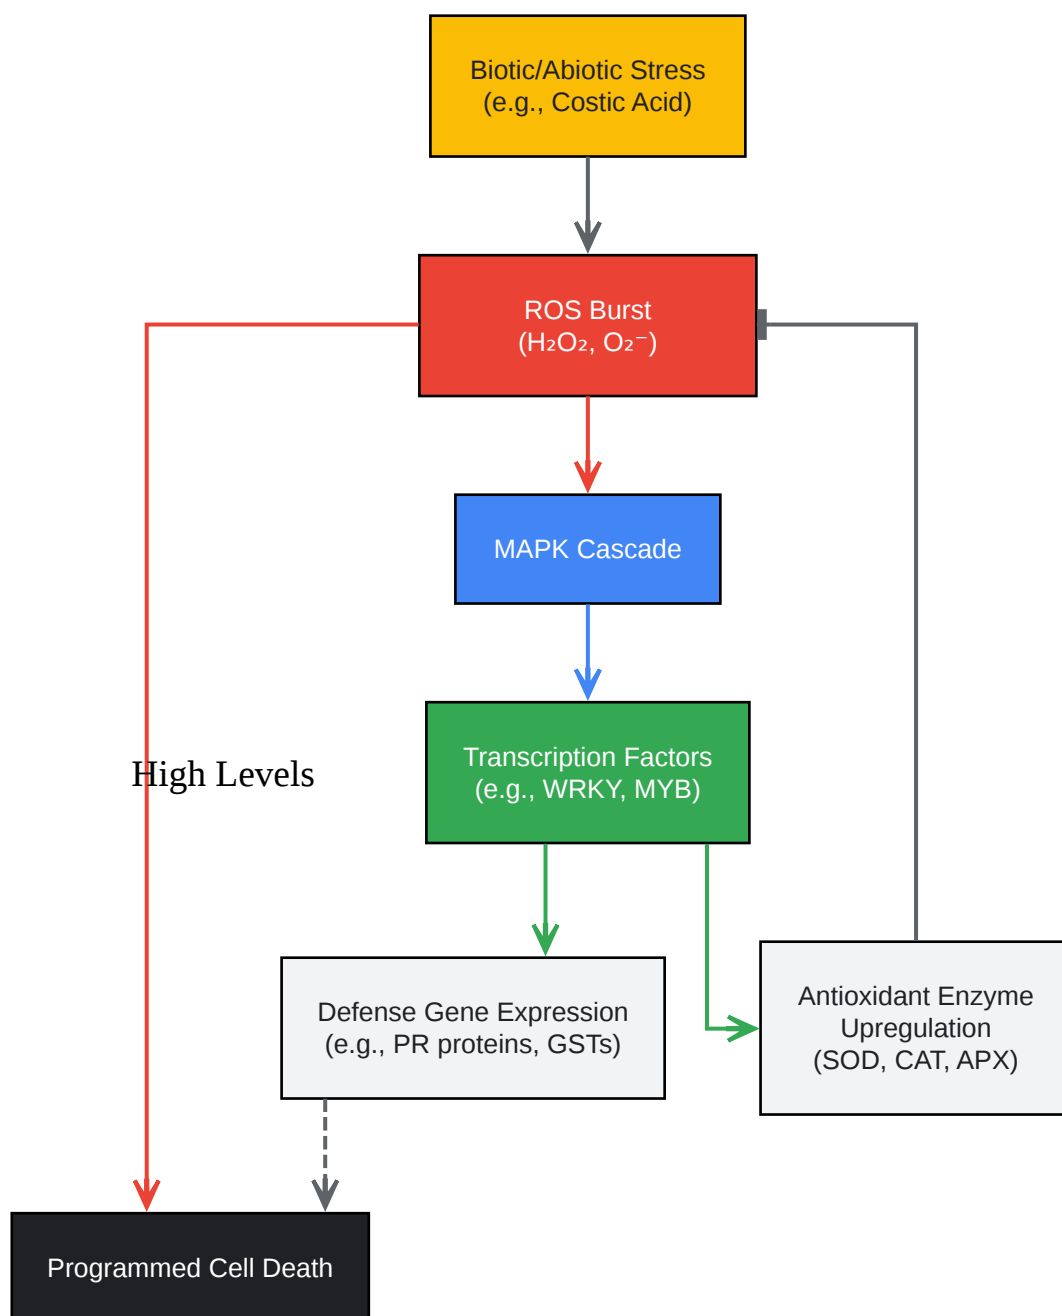 Biotic/Abiotic Stress
(e.g., Costic Acid)
ROS Burst
(H₂O₂, O₂⁻)
MAPK Cascade
High Levels
Transcription Factors
(e.g., WRKY, MYB)
Defense Gene Expression
(e.g., PR proteins, GSTs)
Antioxidant Enzyme
Upregulation
(SOD, CAT, APX)
Programmed Cell Death